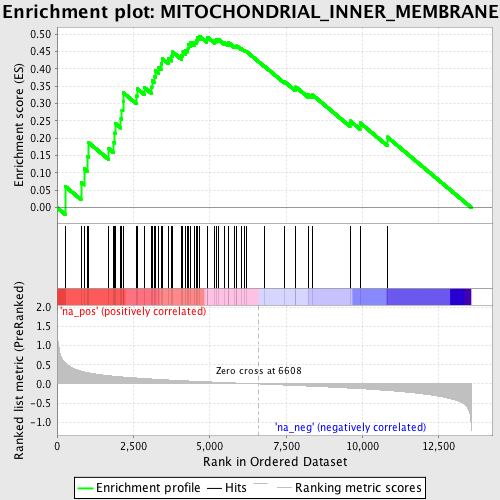 Enrichment plot: MITOCHONDRIAL_INNER_MEMBRANE
Enrichment score (ES)
0.50
0.45
0.40
0.35
0.30
0.25
0.20
0.15
0.10
0.05
0.00
'na_pos' (positively correlated)
Ranked list metric (PreRanked)
2.0
1.5
1.0
0.5
0.0
-0.5
-1.0
Zero cross at 6608
'na_neg' (negatively correlated)
0
2,500
5,000
7,500
10,000
12,500
Rank in Ordered Dataset
Enrichment profile
Hits
Ranking metric scores